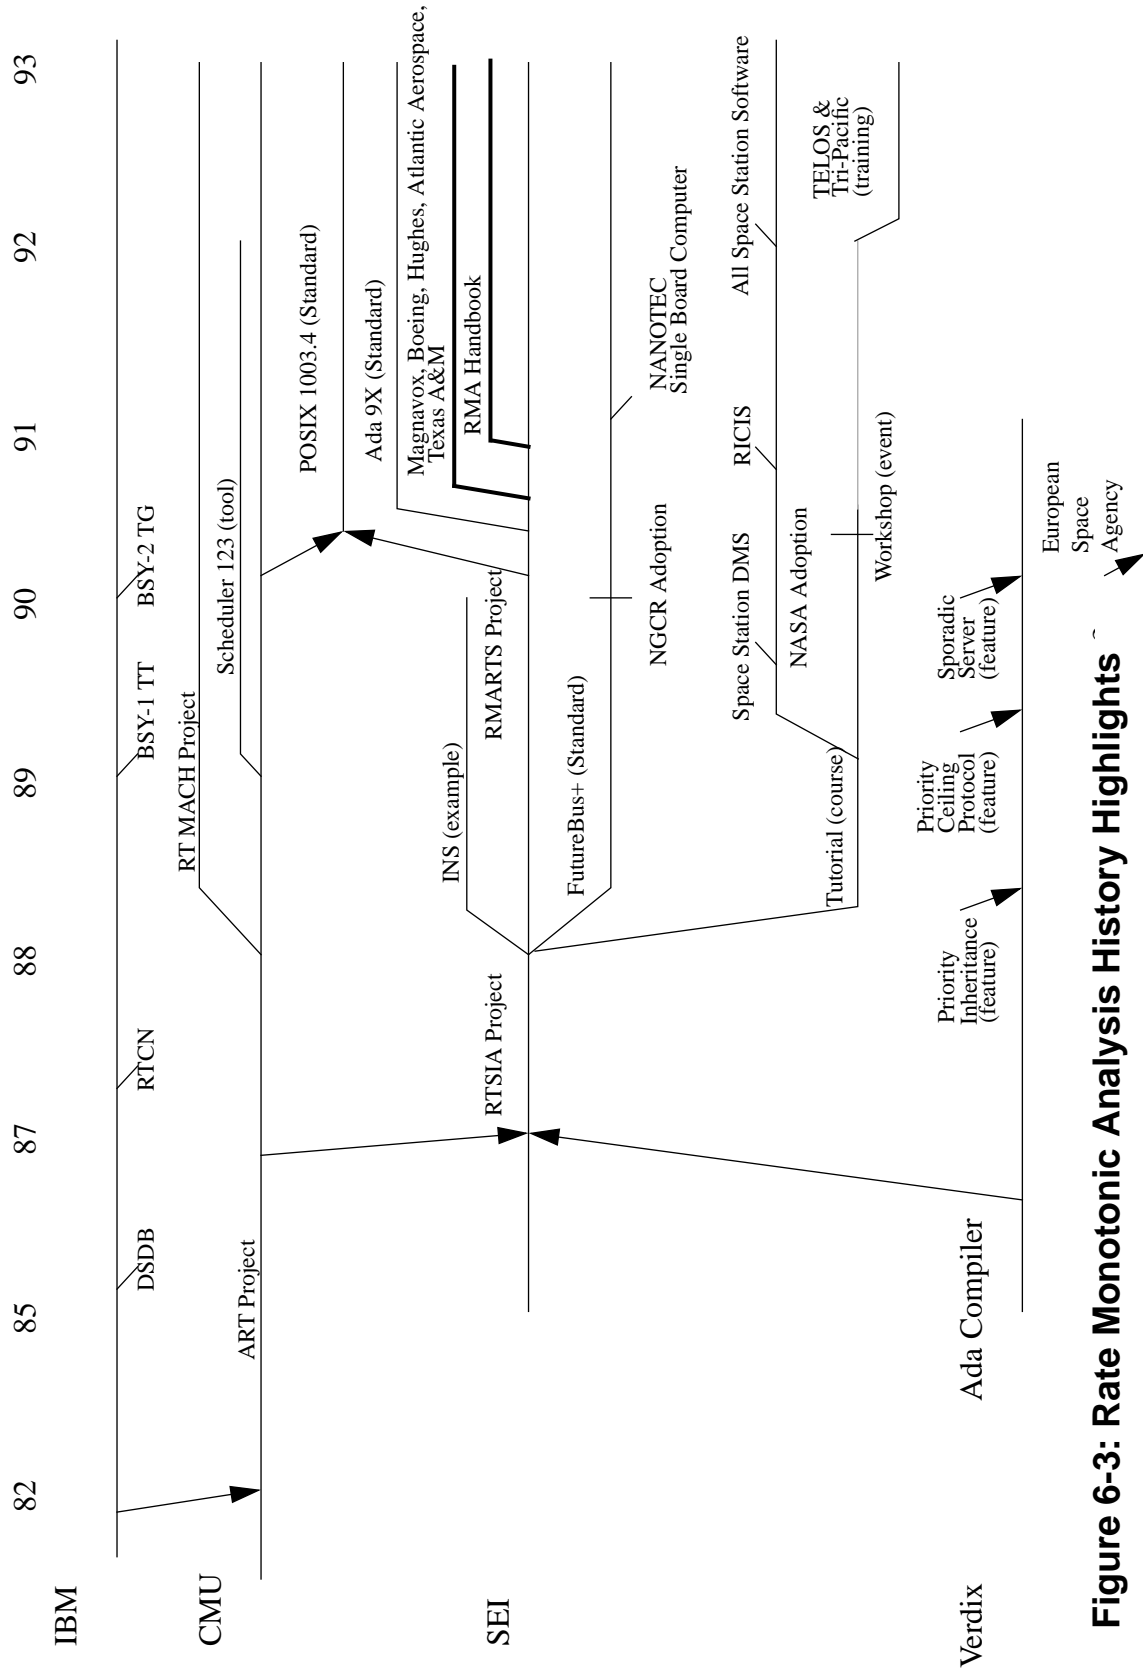 82 85 87 88 89 90 91 92 93
IBM
DSDB
RTCN
BSY-1 TT
BSY-2 TG
CMU
RT MACH Project
Scheduler 123 (tool)
ART Project
POSIX 1003.4 (Standard)
Ada 9X (Standard)
Magnavox, Boeing, Hughes, Atlantic Aerospace,
Texas A&M
RMA Handbook
INS (example)
SEI
RTSIA Project
RMARTS Project
FutureBus+ (Standard)
NGCR Adoption
NANOTEC
Single Board Computer
Space Station DMS
RICIS
All Space Station Software
NASA Adoption
Tutorial (course)
Workshop (event)
TELOS &
Tri-Pacific
(training)
Verdix
Ada Compiler
Priority
Inheritance
(feature)
Priority
Ceiling
Protocol
(feature)
Sporadic
Server
(feature)
European
Space
Agency
Figure 6-3: Rate Monotonic Analysis History Highlights